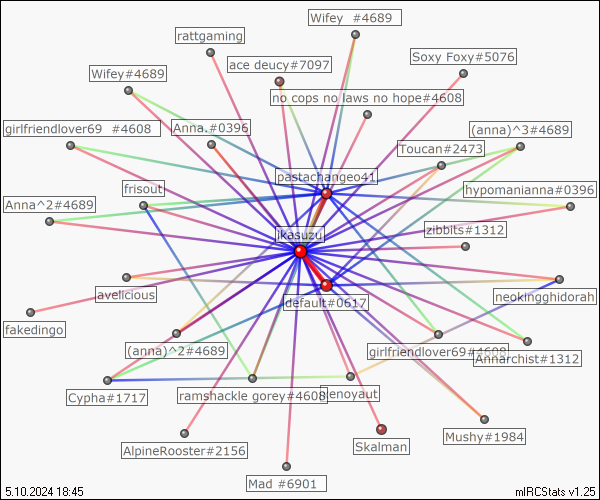 Wifey  #4689
rattgaming
Soxy Foxy#5076
ace deucy#7097
Wifey#4689
no cops no laws no hope#4608
girlfriendlover69  #4608
Anna.#0396
(anna)^3#4689
Toucan#2473
pastachangeo41
frisout
hypomanianna#0396
Anna^2#4689
zibbits#1312
jkasuzu
avelicious
neokingghidorah
default#0617
fakedingo
(anna)^2#4689
girlfriendlover69#4608
Annarchist#1312
Cypha#1717
ramshackle gorey#4608
lenoyaut
Mushy#1984
AlpineRooster#2156
Skalman
Mad #6901
5.10.2024 18:45
mIRCStats v1.25